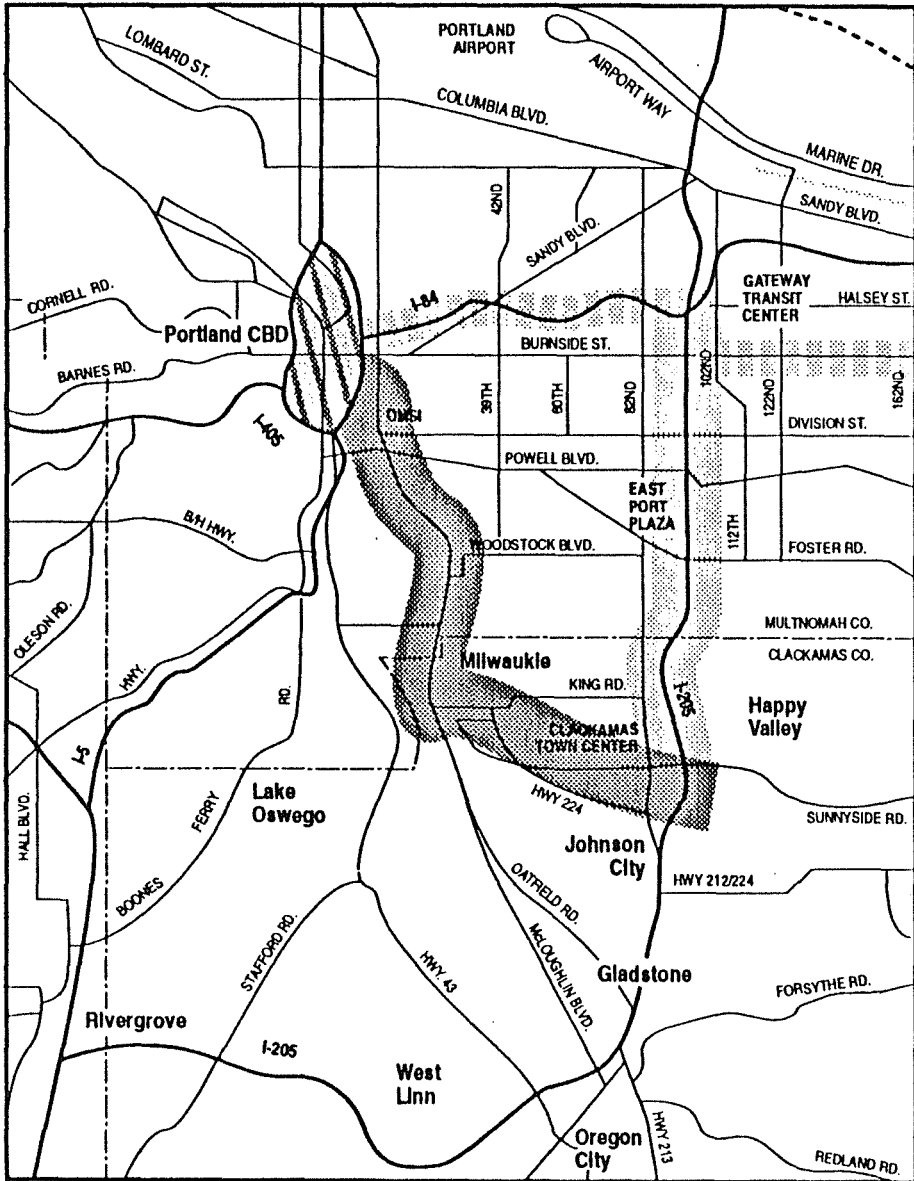 PORTLAND
AIRPORT
LOMBARD ST.
AIRPORT WAY
COLUMBIA BLVD.
MARINE DR.
42ND
SANDY BLVD.
SANDY BLVD.
CORNELL RD.
I-84
GATEWAY
TRANSIT
CENTER
HALSEY ST.
Portland CBD
BURNSIDE ST.
BARNES RD.
39TH
60TH
82ND
102ND
122ND
162ND
I-405
OMSI
DIVISION ST.
POWELL BLVD.
EAST
PORT
PLAZA
B/H HWY.
WOODSTOCK BLVD.
112TH
FOSTER RD.
OLESON RD.
MULTNOMAH CO.
CLACKAMAS CO.
HWY.
RD.
Milwaukie
KING RD.
I-205
Happy
Valley
CLACKAMAS
TOWN CENTER
I-5
HALL BLVD.
Lake
Oswego
FERRY
BOONES
HWY 224
SUNNYSIDE RD.
Johnson
City
OATFIELD RD.
HWY 212/224
STAFFORD RD.
HWY. 43
McLOUGHLIN BLVD.
Gladstone
FORSYTHE RD.
Rivergrove
I-205
West
Linn
Oregon
City
HWY 213
REDLAND RD.